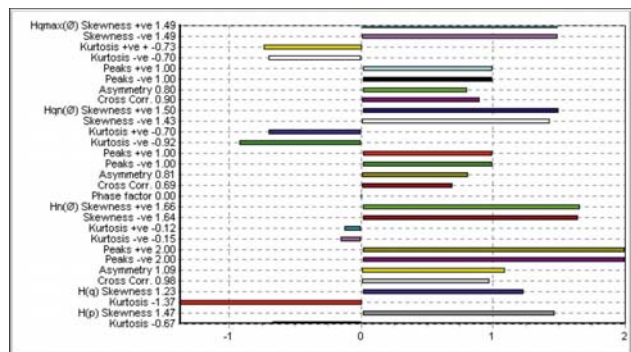 Hqmax(Ø) Skewness +ve 1.49
Skewness -ve 1.49
Kurtosis +ve + -0.73
Kurtosis -ve -0.70
Peaks +ve 1.00
Peaks -ve 1.00
Asymmetry 0.80
Cross Corr. 0.90
Hqn(Ø) Skewness +ve 1.50
Skewness -ve 1.43
Kurtosis +ve -0.70
Kurtosis -ve -0.92
Peaks +ve 1.00
Peaks -ve 1.00
Asymmetry 0.81
Cross Corr. 0.69
Phase factor 0.00
Hn(Ø) Skewness +ve 1.66
Skewness -ve 1.64
Kurtosis +ve -0.12
Kurtosis -ve -0.15
Peaks +ve 2.00
Peaks -ve 2.00
Asymmetry 1.09
Cross Corr. 0.98
H(q) Skewness 1.23
Kurtosis -1.37
H(p) Skewness 1.47
Kurtosis -0.67
-1 0 1 2